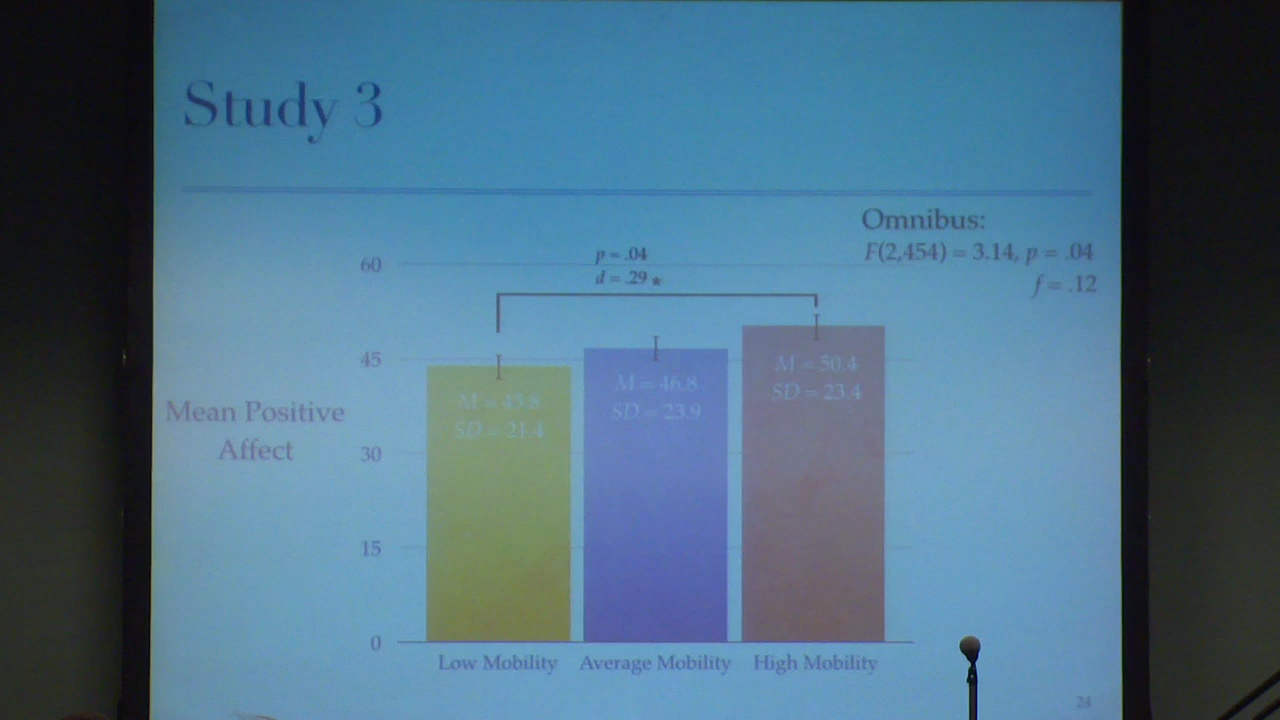 Study 3
Omnibus:
F(2,454) = 3.14, p = .04
f = .12
p = .04
d = .29 *
60
45
30
15
0
Mean Positive
Affect
M = 43.8
SD = 21.4
M = 46.8
SD = 23.9
M = 50.4
SD = 23.4
Low Mobility
Average Mobility
High Mobility
24